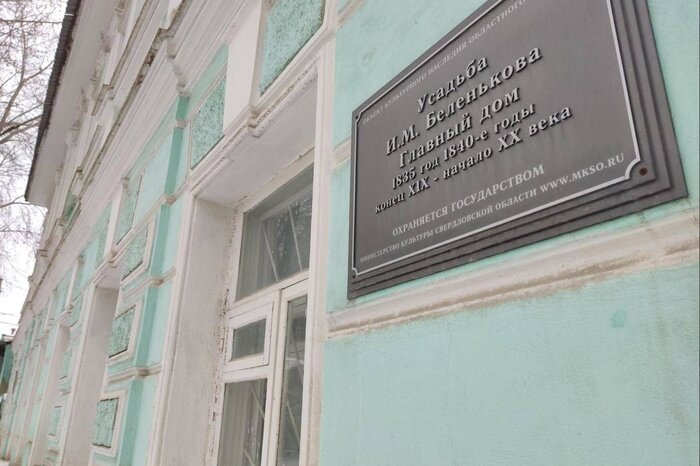 ОБЪЕКТ КУЛЬТУРНОГО НАСЛЕДИЯ ОБЛАСТНОГО
Усадьба
И.М. Беленькова
Главный дом
1835 год 1840-е годы
конец XIX - начало XX века
ОХРАНЯЕТСЯ ГОСУДАРСТВОМ
МИНИСТЕРСТВО КУЛЬТУРЫ СВЕРДЛОВСКОЙ ОБЛАСТИ WWW.MKSO.RU